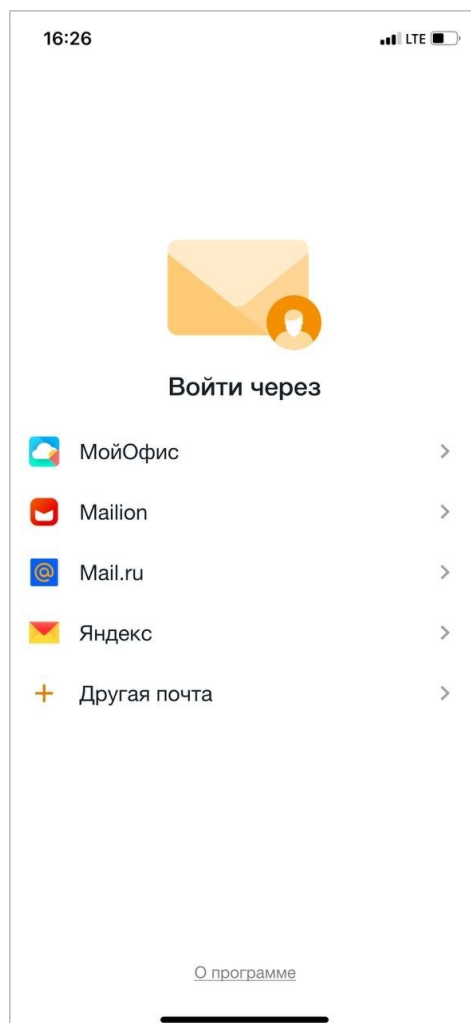 16:26 LTE
Войти через
МойОфис
Mailion
Mail.ru
Яндекс
Другая почта
О программе